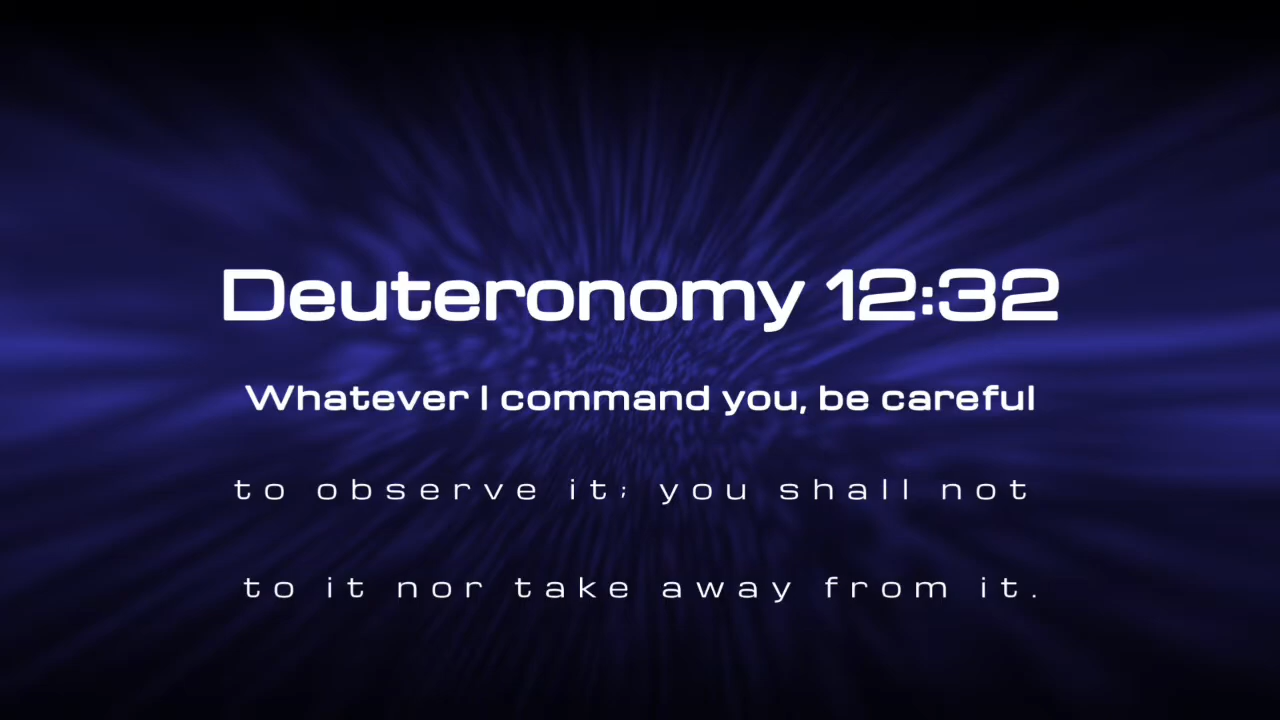 Deuteronomy 12:32
Whatever I command you, be careful
to observe it; you shall not
to it nor take away from it.